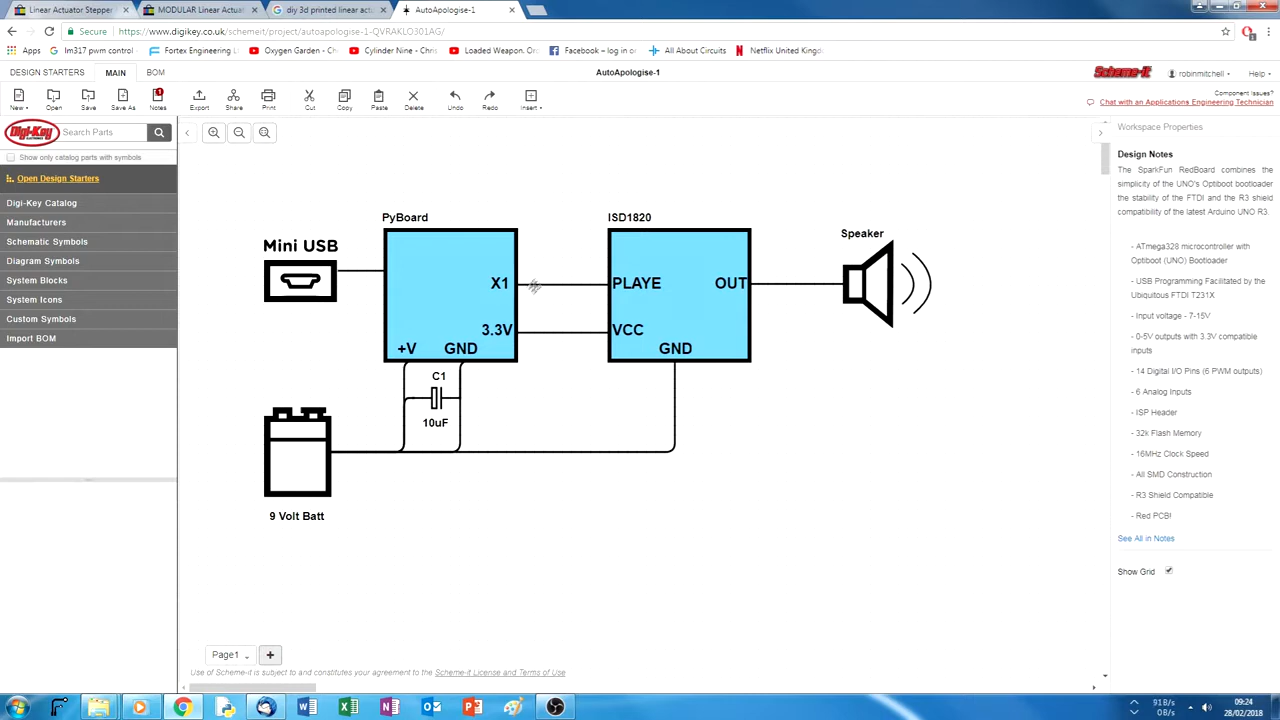 Linear Actuator Stepper
MODULAR Linear Actuat
diy 3d printed linear actu
AutoApologise-1
Secure
https://www.digikey.co.uk/schemeit/project/autoapologise-1-QVRAKLO301AG/
Apps
lm317 pwm control
Fortex Engineering L
Oxygen Garden - Chr
Cylinder Nine - Chris
Loaded Weapon. Or
Facebook – log in or
All About Circuits
Netflix United Kingd
DESIGN STARTERS
MAIN
BOM
AutoApologise-1
Scheme-it
robinmitchell
Help
New
Open
Save
Save As
Notes
Export
Share
Print
Cut
Copy
Paste
Delete
Undo
Redo
Insert
Component Issues?
Chat with an Applications Engineering Technician
Digi-Key
Search Parts
Show only catalog parts with symbols
Open Design Starters
Digi-Key Catalog
Manufacturers
Schematic Symbols
Diagram Symbols
System Blocks
System Icons
Custom Symbols
Import BOM
PyBoard
ISD1820
Speaker
Mini USB
X1
PLAYE
OUT
3.3V
VCC
+V
GND
GND
C1
10uF
9 Volt Batt
Workspace Properties
Design Notes
The SparkFun RedBoard combines the
simplicity of the UNO's Optiboot bootloader
the stability of the FTDI and the R3 shield
compatibility of the latest Arduino UNO R3.
- ATmega328 microcontroller with
Optiboot (UNO) Bootloader
- USB Programming Facilitated by the
Ubiquitous FTDI T231X
- Input voltage - 7-15V
- 0-5V outputs with 3.3V compatible
inputs
- 14 Digital I/O Pins (6 PWM outputs)
- 6 Analog Inputs
- ISP Header
- 32k Flash Memory
- 16MHz Clock Speed
- All SMD Construction
- R3 Shield Compatible
- Red PCB!
See All in Notes
Show Grid
Page1
Use of Scheme-it is subject to and constitutes your agreement to the Scheme-it License and Terms of Use
91B/s
0B/s
09:24
28/02/2018